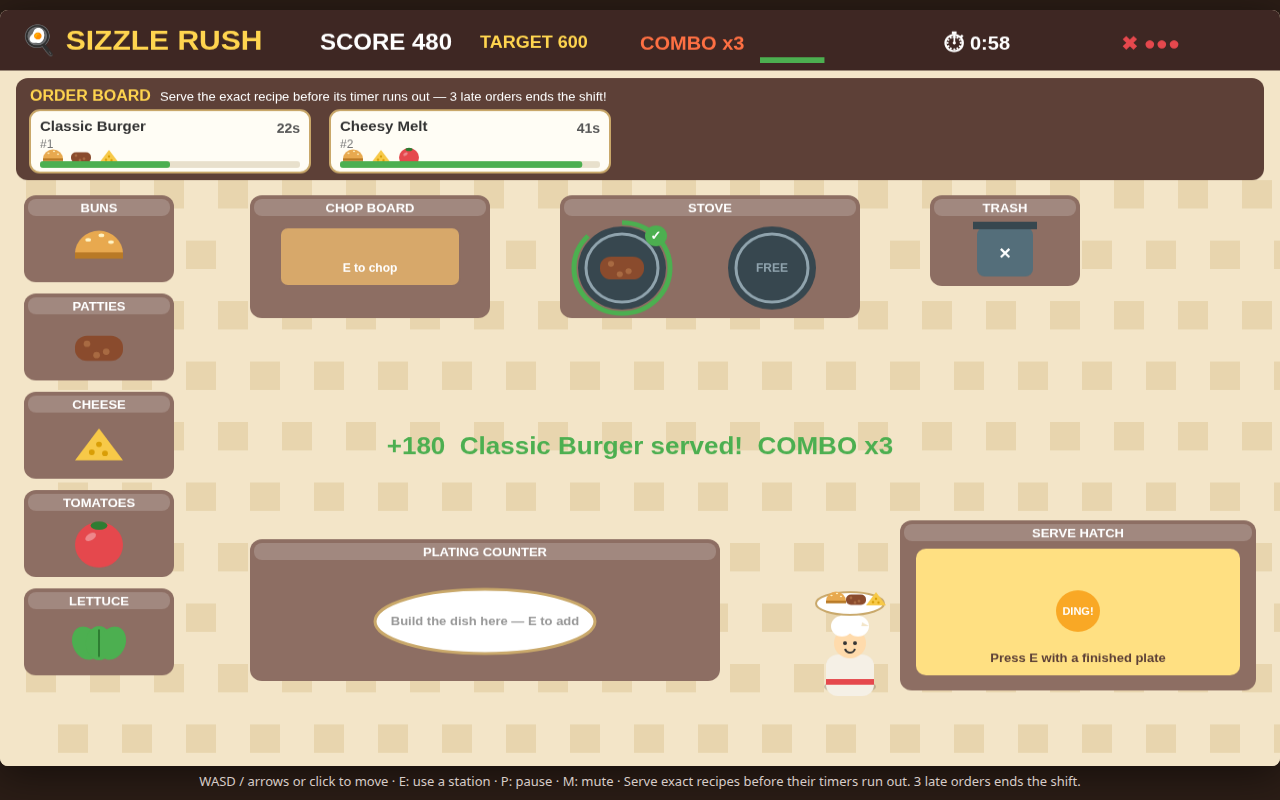 SIZZLE RUSH SCORE 480 TARGET 600 COMBO x3 0:58
ORDER BOARD Serve the exact recipe before its timer runs out — 3 late orders ends the shift!
Classic Burger 22s
#1
Cheesy Melt 41s
#2
BUNS
CHOP BOARD
E to chop
STOVE
FREE
TRASH
PATTIES
CHEESE
+180 Classic Burger served! COMBO x3
TOMATOES
LETTUCE
PLATING COUNTER
Build the dish here — E to add
SERVE HATCH
DING!
Press E with a finished plate
WASD / arrows or click to move · E: use a station · P: pause · M: mute · Serve exact recipes before their timers run out. 3 late orders ends the shift.